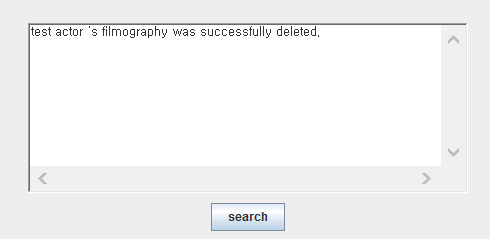 test actor 's filmography was successfully deleted,
search